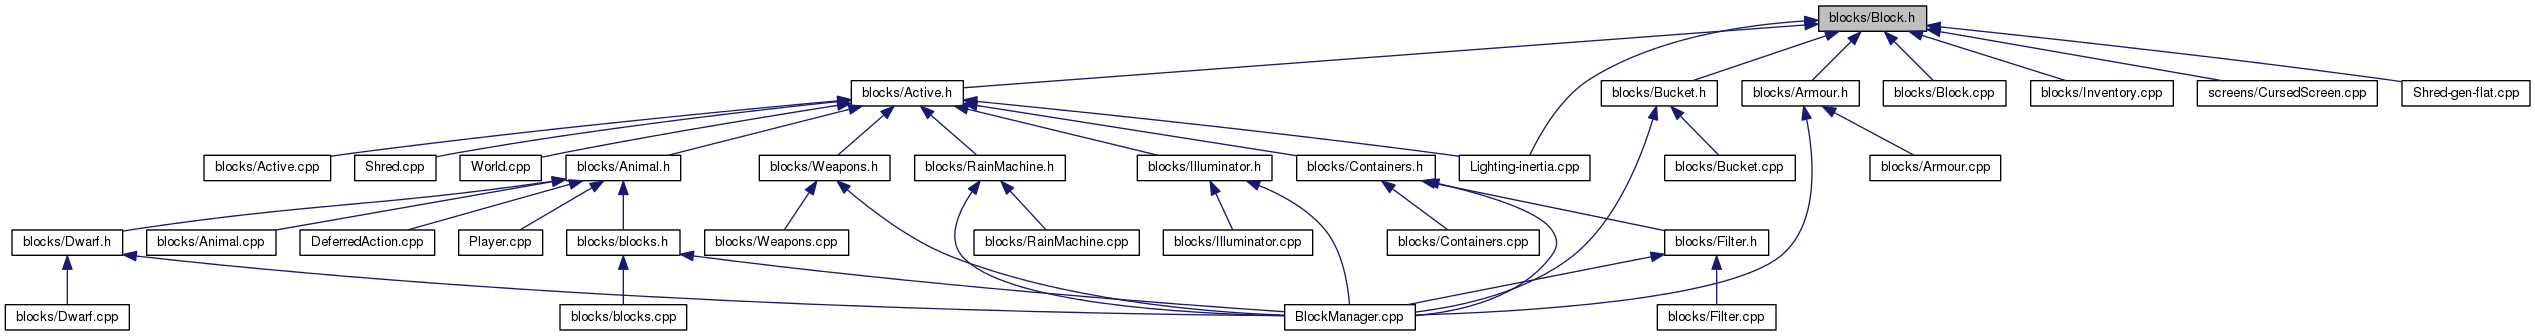 blocks/Block.h
blocks/Active.h
blocks/Bucket.h
blocks/Armour.h
blocks/Block.cpp
blocks/Inventory.cpp
screens/CursedScreen.cpp
Shred-gen-flat.cpp
blocks/Active.cpp
Shred.cpp
World.cpp
blocks/Animal.h
blocks/Weapons.h
blocks/RainMachine.h
blocks/Illuminator.h
blocks/Containers.h
Lighting-inertia.cpp
blocks/Bucket.cpp
blocks/Armour.cpp
blocks/Dwarf.h
blocks/Animal.cpp
DeferredAction.cpp
Player.cpp
blocks/blocks.h
blocks/Weapons.cpp
blocks/RainMachine.cpp
blocks/Illuminator.cpp
blocks/Containers.cpp
blocks/Filter.h
blocks/Dwarf.cpp
blocks/blocks.cpp
BlockManager.cpp
blocks/Filter.cpp